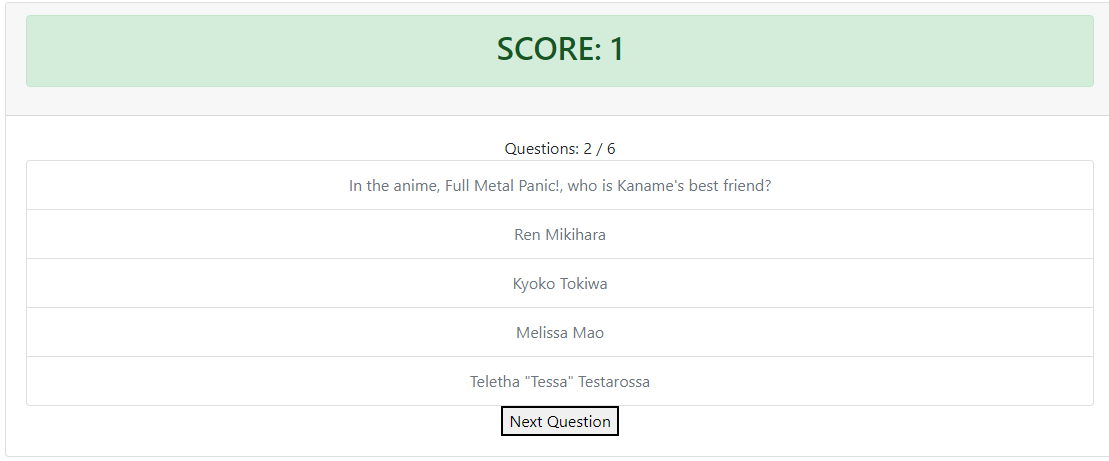 SCORE: 1
Questions: 2 / 6
In the anime, Full Metal Panic!, who is Kaname's best friend?
Ren Mikihara
Kyoko Tokiwa
Melissa Mao
Teletha "Tessa" Testarossa
Next Question